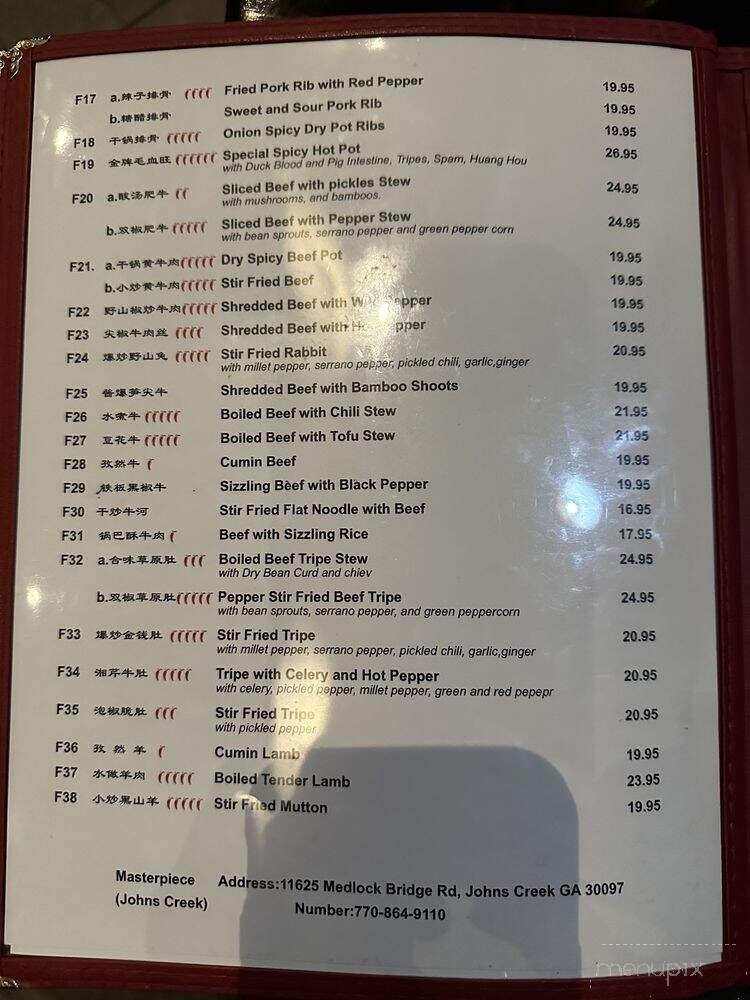 F17 a.辣子排骨 Fried Pork Rib with Red Pepper 19.95
b.糖醋排骨 Sweet and Sour Pork Rib 19.95
F18 干锅排骨 Onion Spicy Dry Pot Ribs 19.95
F19 金牌毛血旺 Special Spicy Hot Pot 26.95
with Duck Blood and Pig Intestine, Tripes, Spam, Huang Hou
F20 a.酸汤肥牛 Sliced Beef with pickles Stew 24.95
with mushrooms, and bamboos.
b.双椒肥牛 Sliced Beef with Pepper Stew 24.95
with bean sprouts, serrano pepper and green pepper corn
F21. a.干锅黄牛肉 Dry Spicy Beef Pot 19.95
b.小炒黄牛肉 Stir Fried Beef 19.95
F22 野山椒炒牛肉 Shredded Beef with Wild Pepper 19.95
F23 尖椒牛肉丝 Shredded Beef with Hot Pepper 19.95
F24 爆炒野山兔 Stir Fried Rabbit 20.95
with millet pepper, serrano pepper, pickled chili, garlic,ginger
F25 酱爆笋尖牛 Shredded Beef with Bamboo Shoots 19.95
F26 水煮牛 Boiled Beef with Chili Stew 21.95
F27 豆花牛 Boiled Beef with Tofu Stew 21.95
F28 孜然牛 Cumin Beef 19.95
F29 铁板黑椒牛 Sizzling Beef with Black Pepper 19.95
F30 干炒牛河 Stir Fried Flat Noodle with Beef 16.95
F31 锅巴酥牛肉 Beef with Sizzling Rice 17.95
F32 a.合味草原肚 Boiled Beef Tripe Stew 24.95
with Dry Bean Curd and chiev
b.双椒草原肚 Pepper Stir Fried Beef Tripe 24.95
with bean sprouts, serrano pepper, and green peppercorn
F33 爆炒金钱肚 Stir Fried Tripe 20.95
with millet pepper, serrano pepper, pickled chili, garlic,ginger
F34 湘芹牛肚 Tripe with Celery and Hot Pepper 20.95
with celery, pickled pepper, millet pepper, green and red pepepr
F35 泡椒脆肚 Stir Fried Tripe 20.95
with pickled pepper
F36 孜然羊 Cumin Lamb 19.95
F37 水做羊肉 Boiled Tender Lamb 23.95
F38 小炒黑山羊 Stir Fried Mutton 19.95
Masterpiece Address:11625 Medlock Bridge Rd, Johns Creek GA 30097
(Johns Creek) Number:770-864-9110
menupix